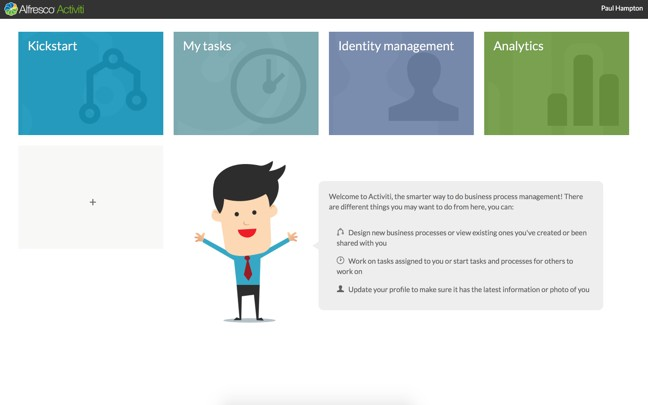 Alfresco Activiti
Paul Hampton
Kickstart
My tasks
Identity management
Analytics
+
Welcome to Activiti, the smarter way to do business process management! There
are different things you may want to do from here, you can:
Design new business processes or view existing ones you've created or been
shared with you
Work on tasks assigned to you or start tasks and processes for others to
work on
Update your profile to make sure it has the latest information or photo of you